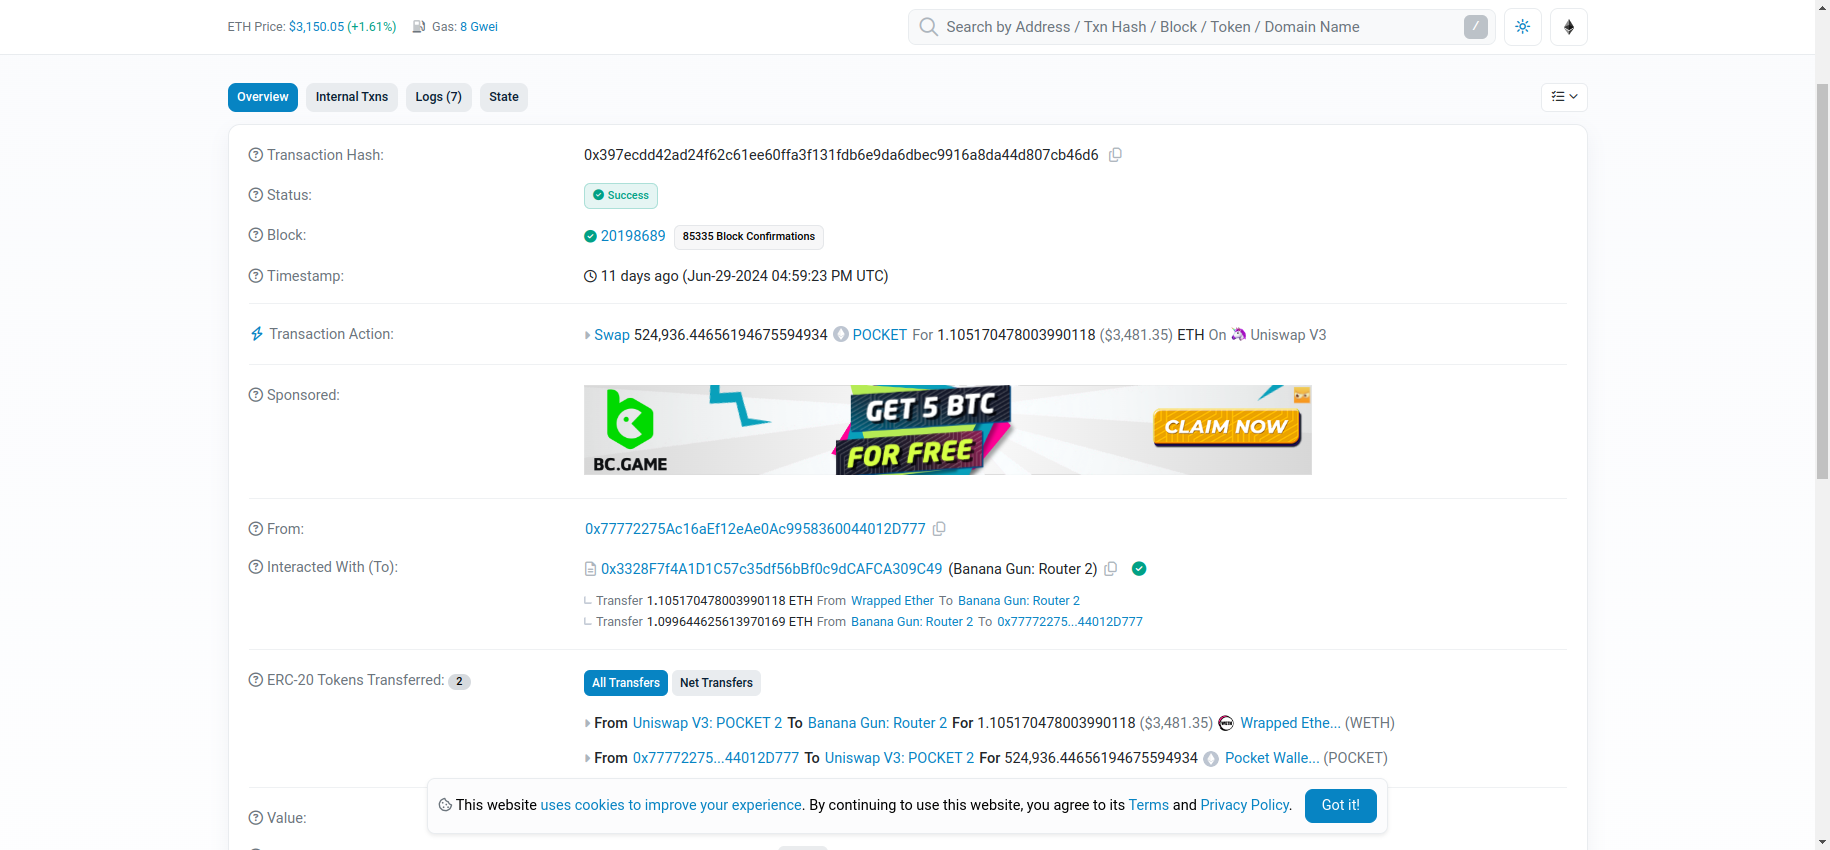 ETH Price: $3,150.05 (+1.61%) Gas: 8 Gwei
Search by Address / Txn Hash / Block / Token / Domain Name /
Overview Internal Txns Logs (7) State
Transaction Hash: 0x397ecdd42ad24f62c61ee60ffa3f131fdb6e9da6dbec9916a8da44d807cb46d6
Status: Success
Block: 20198689 85335 Block Confirmations
Timestamp: 11 days ago (Jun-29-2024 04:59:23 PM UTC)
Transaction Action: Swap 524,936.44656194675594934 POCKET For 1.105170478003990118 ($3,481.35) ETH On Uniswap V3
Sponsored:
BC.GAME
GET 5 BTC
FOR FREE
CLAIM NOW
From: 0x77772275Ac16aEf12eAe0Ac9958360044012D777
Interacted With (To): 0x3328F7f4A1D1C57c35df56bBf0c9dCAFCA309C49 (Banana Gun: Router 2)
Transfer 1.105170478003990118 ETH From Wrapped Ether To Banana Gun: Router 2
Transfer 1.099644625613970169 ETH From Banana Gun: Router 2 To 0x77772275...44012D777
ERC-20 Tokens Transferred: 2 All Transfers Net Transfers
From Uniswap V3: POCKET 2 To Banana Gun: Router 2 For 1.105170478003990118 ($3,481.35) Wrapped Ethe... (WETH)
From 0x77772275...44012D777 To Uniswap V3: POCKET 2 For 524,936.44656194675594934 Pocket Walle... (POCKET)
This website uses cookies to improve your experience. By continuing to use this website, you agree to its Terms and Privacy Policy. Got it!
Value: